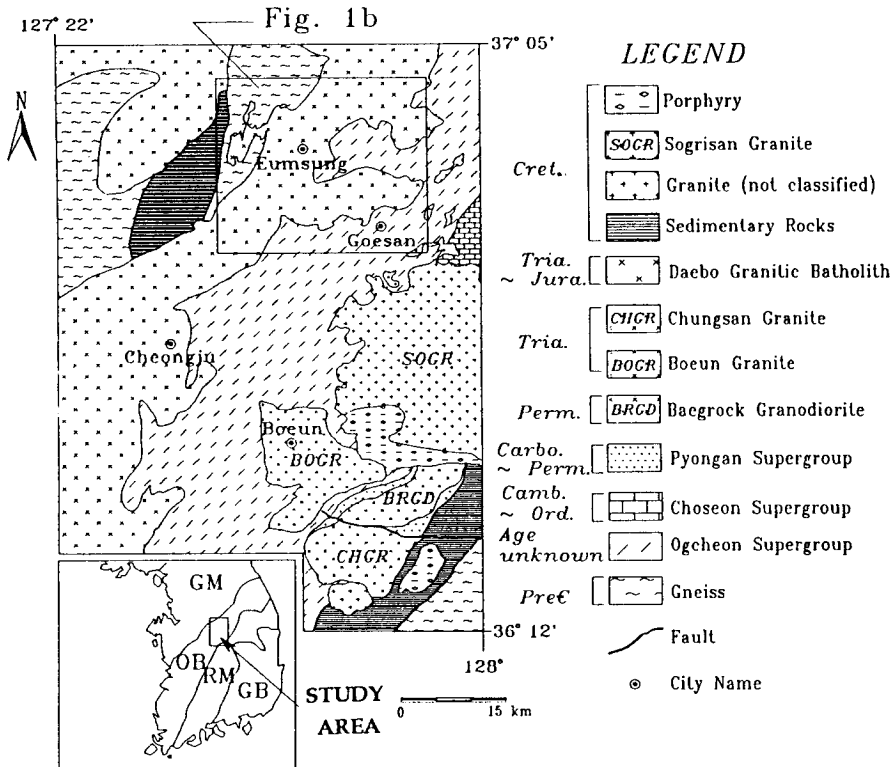 Fig. 1b
127° 22'
37° 05'
N
Eumsung
Goesan
Cheongju
SOGR
Boeun
BOGR
BRGD
CHGR
36° 12'
128°
GM
OB
RM
GB
STUDY
AREA
0 15 km
LEGEND
Cret.
Porphyry
SOGR Sogrisan Granite
Granite (not classified)
Sedimentary Rocks
Tria.
~ Jura.
Daebo Granitic Batholith
Tria.
CHGR Chungsan Granite
BOGR Boeun Granite
Perm.
BRGD Baegrock Granodiorite
Carbo.
~ Perm.
Pyongan Supergroup
Camb.
~ Ord.
Choseon Supergroup
Age
unknown
Ogcheon Supergroup
Pre€
Gneiss
Fault
City Name